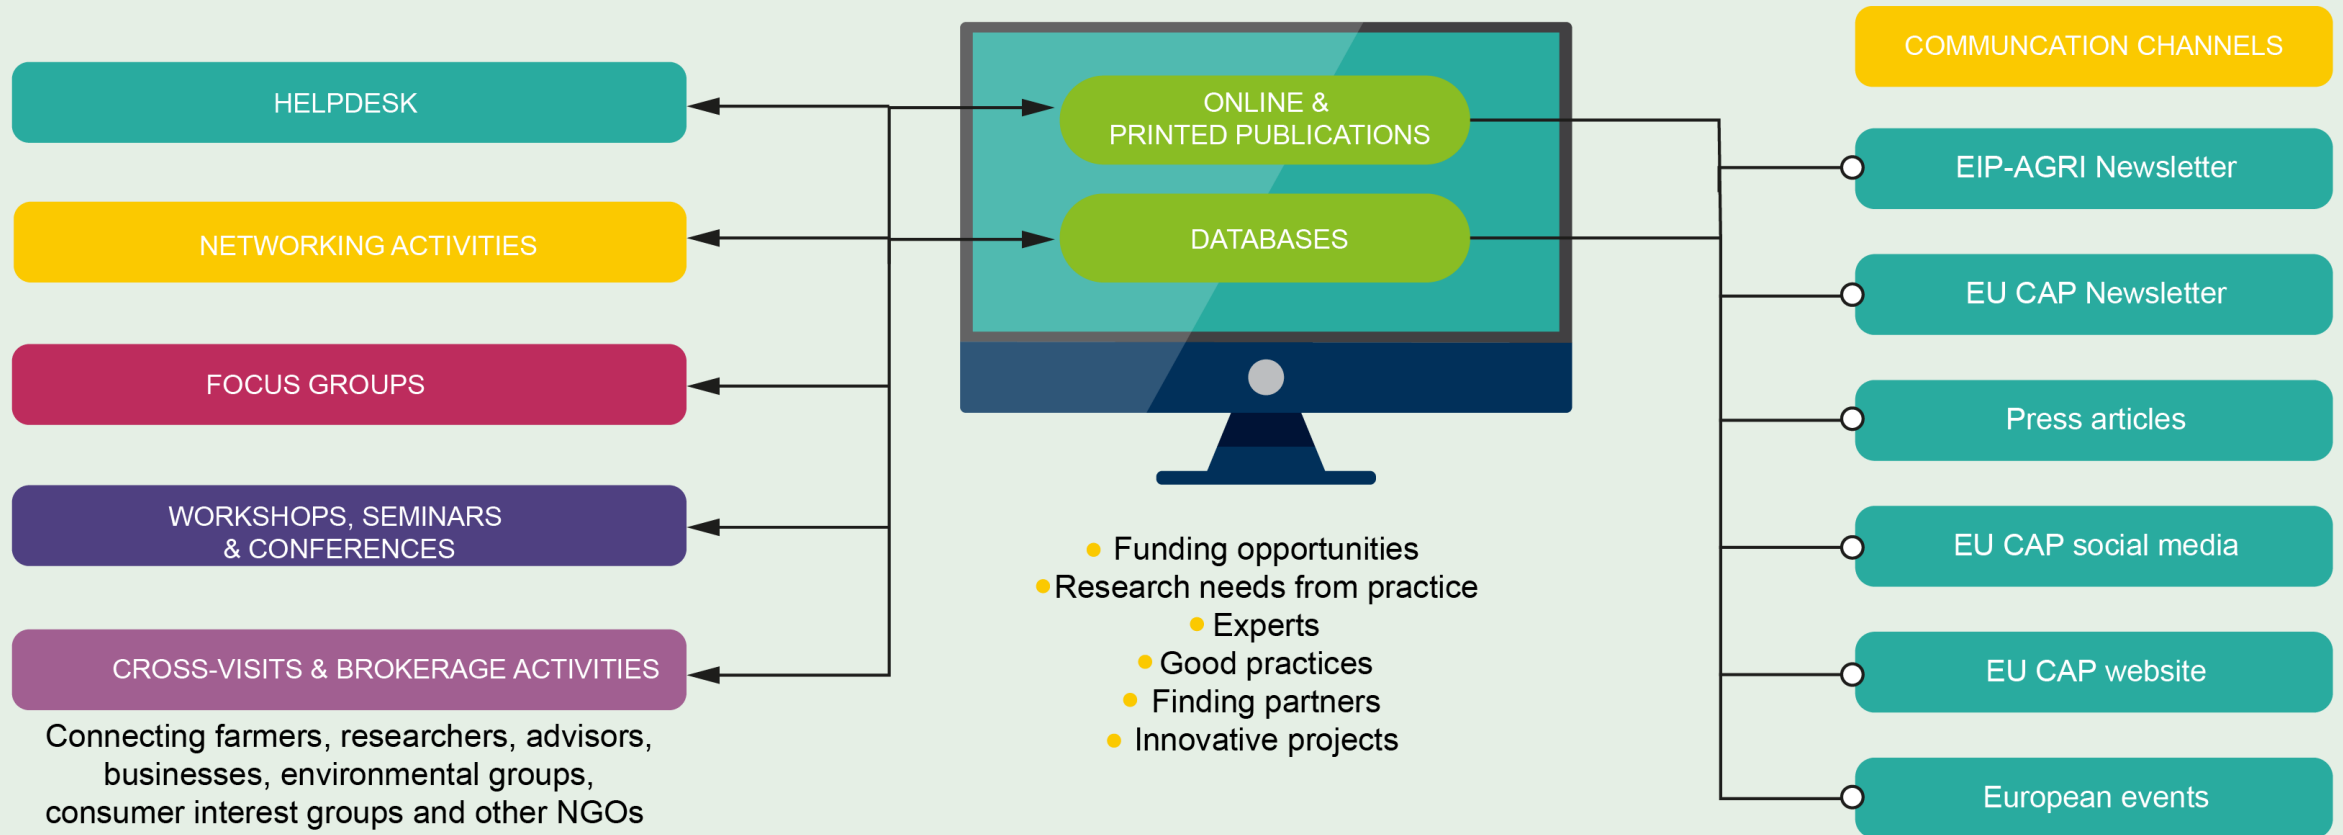 HELPDESK
NETWORKING ACTIVITIES
FOCUS GROUPS
WORKSHOPS, SEMINARS
& CONFERENCES
CROSS-VISITS & BROKERAGE ACTIVITIES
Connecting farmers, researchers, advisors,
businesses, environmental groups,
consumer interest groups and other NGOs
ONLINE &
PRINTED PUBLICATIONS
DATABASES
Funding opportunities
Research needs from practice
Experts
Good practices
Finding partners
Innovative projects
COMMUNCATION CHANNELS
EIP-AGRI Newsletter
EU CAP Newsletter
Press articles
EU CAP social media
EU CAP website
European events